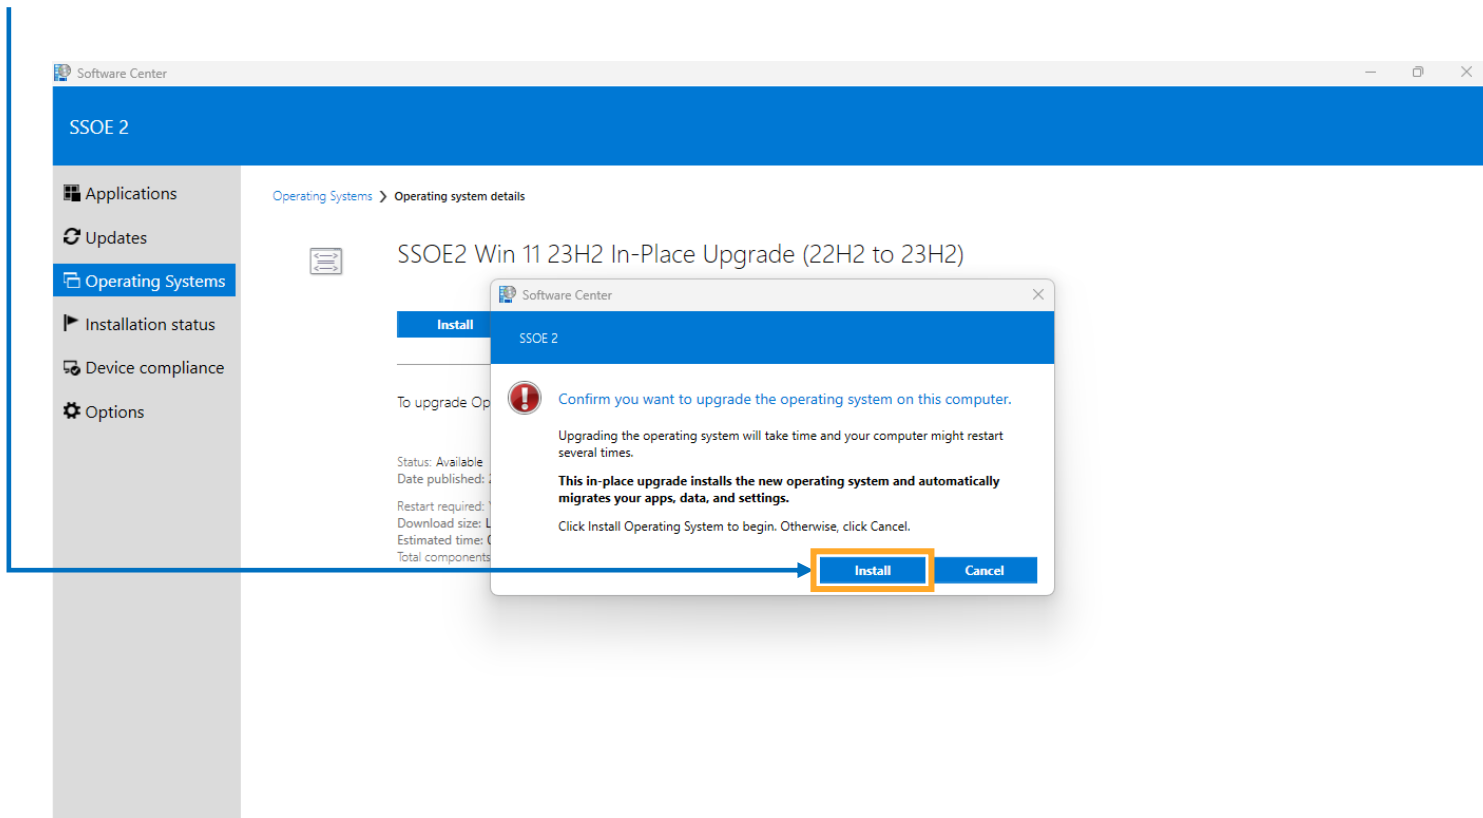 Software Center
SSOE 2
Applications
Updates
Operating Systems
Installation status
Device compliance
Options
Operating Systems ❯ Operating system details
SSOE2 Win 11 23H2 In-Place Upgrade (22H2 to 23H2)
Install
To upgrade Op
Status: Available
Date published:
Restart required:
Download size: L
Estimated time:
Total components
Software Center
SSOE 2
Confirm you want to upgrade the operating system on this computer.
Upgrading the operating system will take time and your computer might restart
several times.
This in-place upgrade installs the new operating system and automatically
migrates your apps, data, and settings.
Click Install Operating System to begin. Otherwise, click Cancel.
Install
Cancel